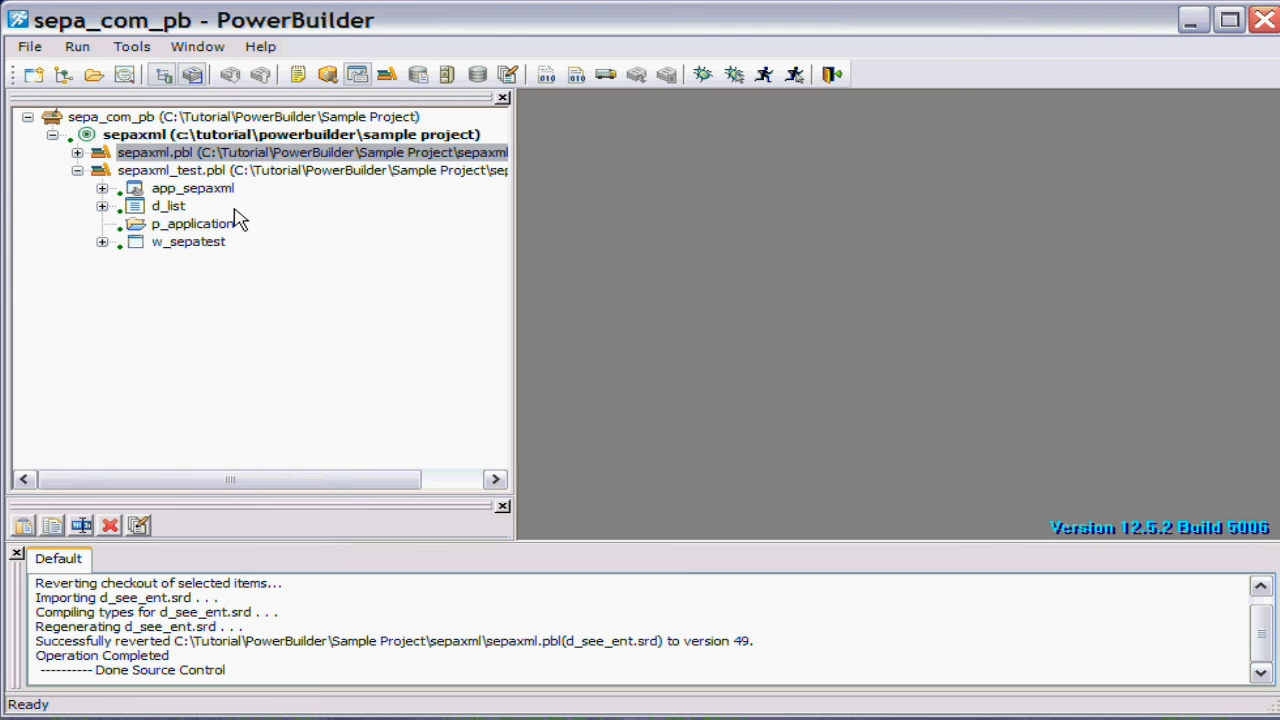 sepa_com_pb - PowerBuilder
File Run Tools Window Help
sepa_com_pb (C:\Tutorial\PowerBuilder\Sample Project)
sepaxml (c:\tutorial\powerbuilder\sample project)
sepaxml.pbl (C:\Tutorial\PowerBuilder\Sample Project\sepaxml
sepaxml_test.pbl (C:\Tutorial\PowerBuilder\Sample Project\sep
app_sepaxml
d_list
p_application
w_sepatest
Version 12.5.2 Build 5006
Default
Reverting checkout of selected items...
Importing d_see_ent.srd . . .
Compiling types for d_see_ent.srd . . .
Regenerating d_see_ent.srd . . .
Successfully reverted C:\Tutorial\PowerBuilder\Sample Project\sepaxml\sepaxml.pbl(d_see_ent.srd) to version 49.
Operation Completed
---------- Done Source Control
Ready